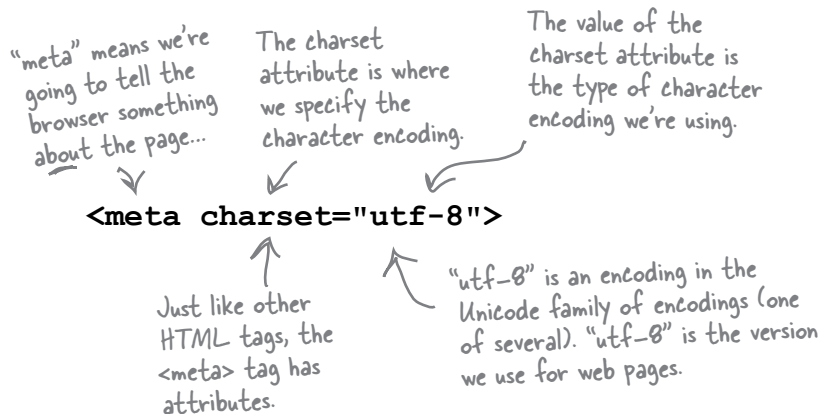 “meta” means we’re
going to tell the
browser something
about the page...
The charset
attribute is where
we specify the
character encoding.
The value of the
charset attribute is
the type of character
encoding we’re using.
<meta charset="utf-8">
Just like other
HTML tags, the
<meta> tag has
attributes.
“utf-8” is an encoding in the
Unicode family of encodings (one
of several). “utf-8” is the version
we use for web pages.